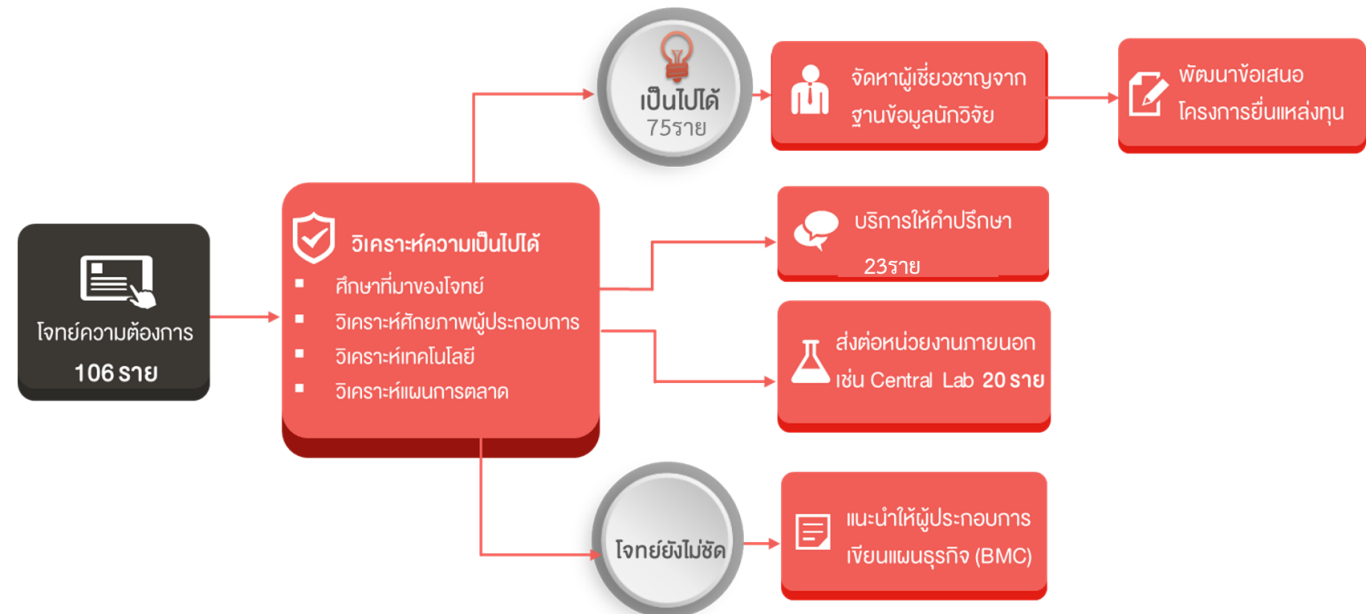 โจทย์ความต้องการ
106 ราย
วิเคราะห์ความเป็นไปได้
▪ ศึกษาที่มาของโจทย์
▪ วิเคราะห์ศักยภาพผู้ประกอบการ
▪ วิเคราะห์เทคโนโลยี
▪ วิเคราะห์แผนการตลาด
เป็นไปได้
75ราย
จัดหาผู้เชี่ยวชาญจาก
ฐานข้อมูลนักวิจัย
พัฒนาข้อเสนอ
โครงการยื่นแหล่งทุน
บริการให้คำปรึกษา
23ราย
ส่งต่อหน่วยงานภายนอก
เช่น Central Lab 20 ราย
โจทย์ยังไม่ชัด
แนะนำให้ผู้ประกอบการ
เขียนแผนธุรกิจ (BMC)